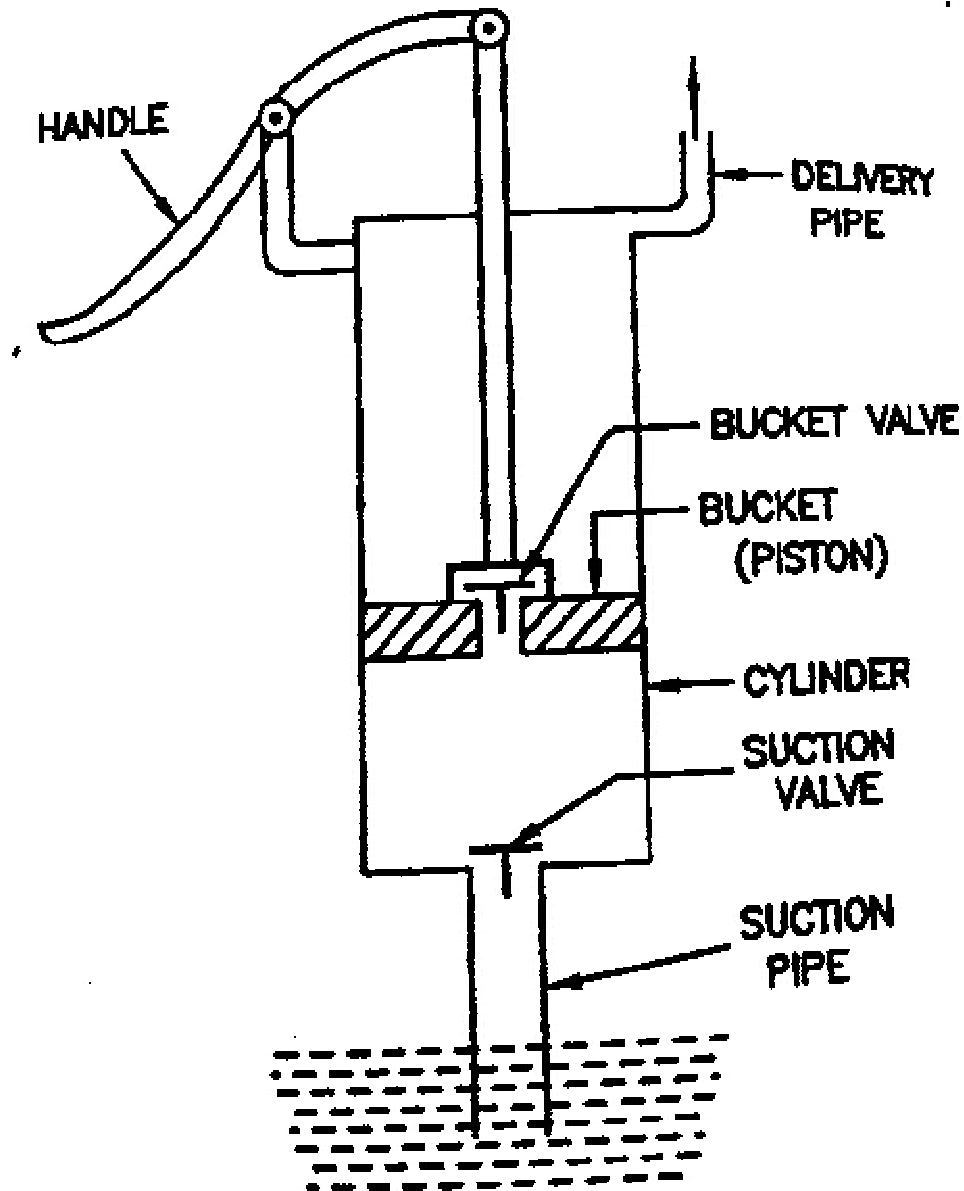 HANDLE
DELIVERY
PIPE
BUCKET VALVE
BUCKET
(PISTON)
CYLINDER
SUCTION
VALVE
SUCTION
PIPE